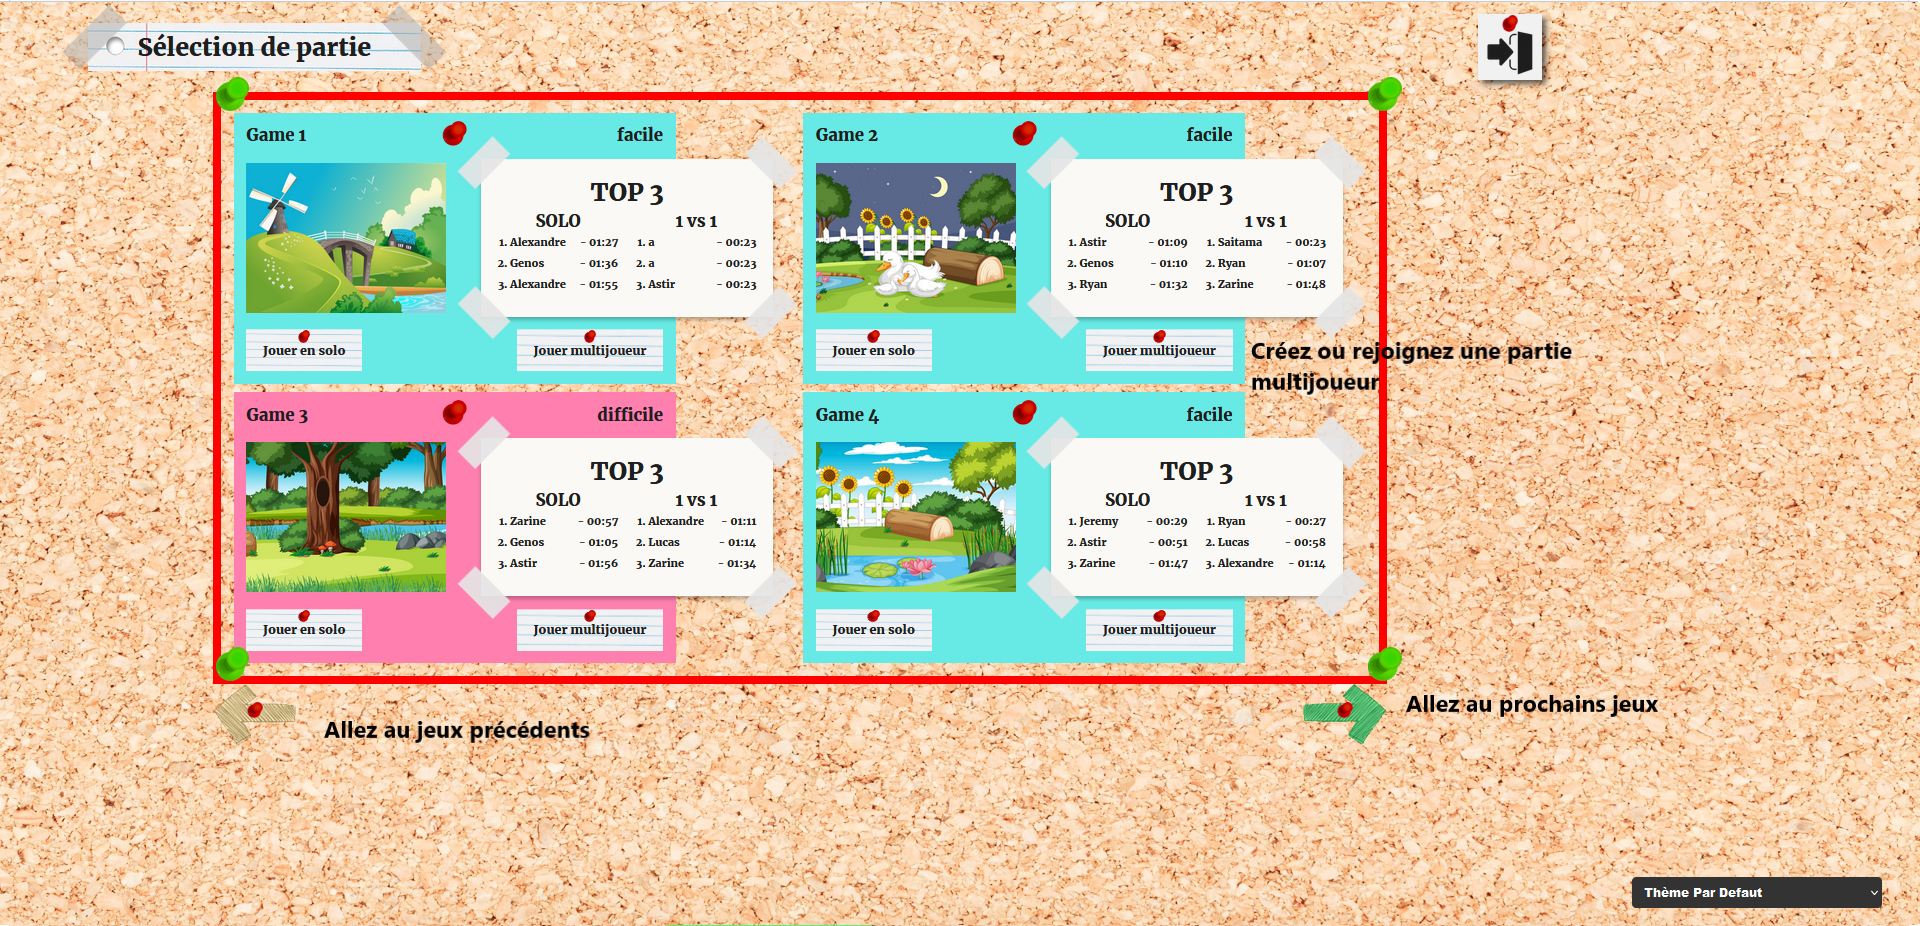 Sélection de partie
Game 1 facile
TOP 3
SOLO 1 vs 1
1. Alexandre - 01:27 1. a - 00:23
2. Genos - 01:36 2. a - 00:23
3. Alexandre - 01:55 3. Astir - 00:23
Jouer en solo Jouer multijoueur
Game 2 facile
TOP 3
SOLO 1 vs 1
1. Astir - 01:09 1. Saitama - 00:23
2. Genos - 01:10 2. Ryan - 01:07
3. Ryan - 01:32 3. Zarine - 01:48
Jouer en solo Jouer multijoueur
Créez ou rejoignez une partie
multijoueur
Game 3 difficile
TOP 3
SOLO 1 vs 1
1. Zarine - 00:57 1. Alexandre - 01:11
2. Genos - 01:05 2. Lucas - 01:14
3. Astir - 01:56 3. Zarine - 01:34
Jouer en solo Jouer multijoueur
Game 4 facile
TOP 3
SOLO 1 vs 1
1. Jeremy - 00:29 1. Ryan - 00:27
2. Astir - 00:51 2. Lucas - 00:58
3. Zarine - 01:47 3. Alexandre - 01:14
Jouer en solo Jouer multijoueur
Allez au jeux précédents
Allez au prochains jeux
Thème Par Defaut